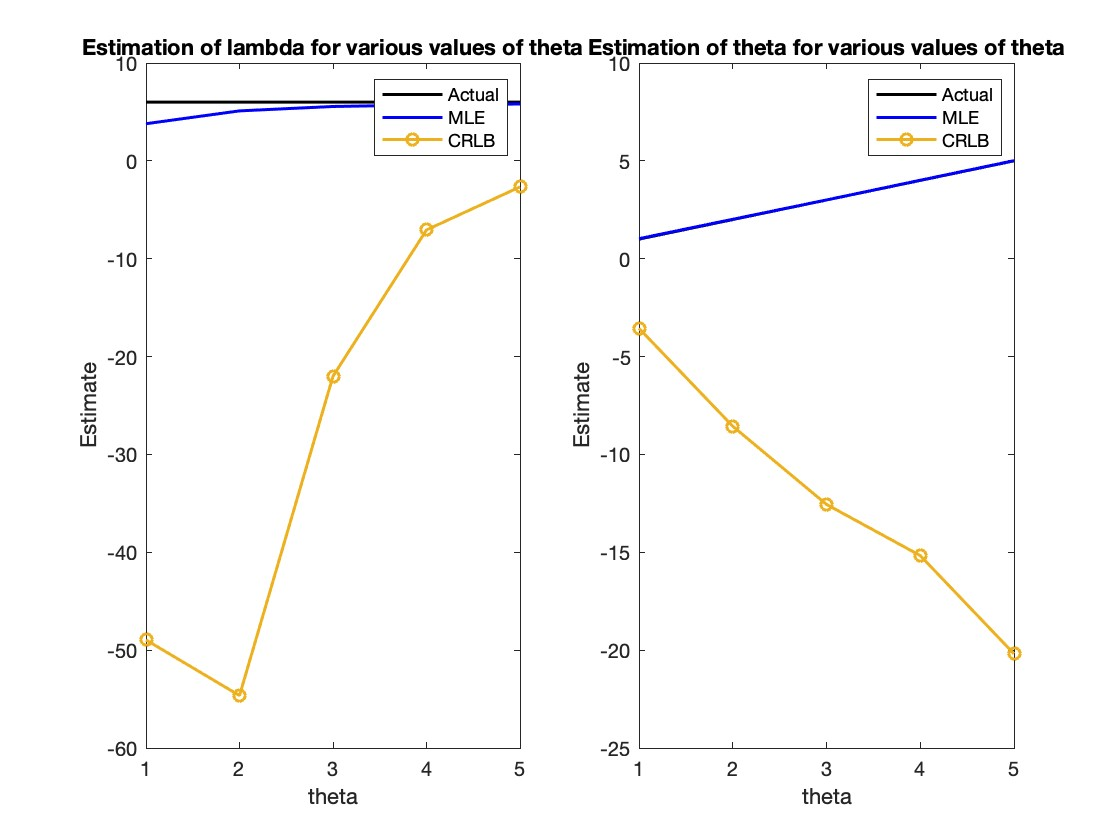 Estimation of lambda for various values of theta
10
0
-10
-20
-30
-40
-50
-60
Estimate
1 2 3 4 5
theta
Actual
MLE
CRLB
Estimation of theta for various values of theta
10
5
0
-5
-10
-15
-20
-25
Estimate
1 2 3 4 5
theta
Actual
MLE
CRLB